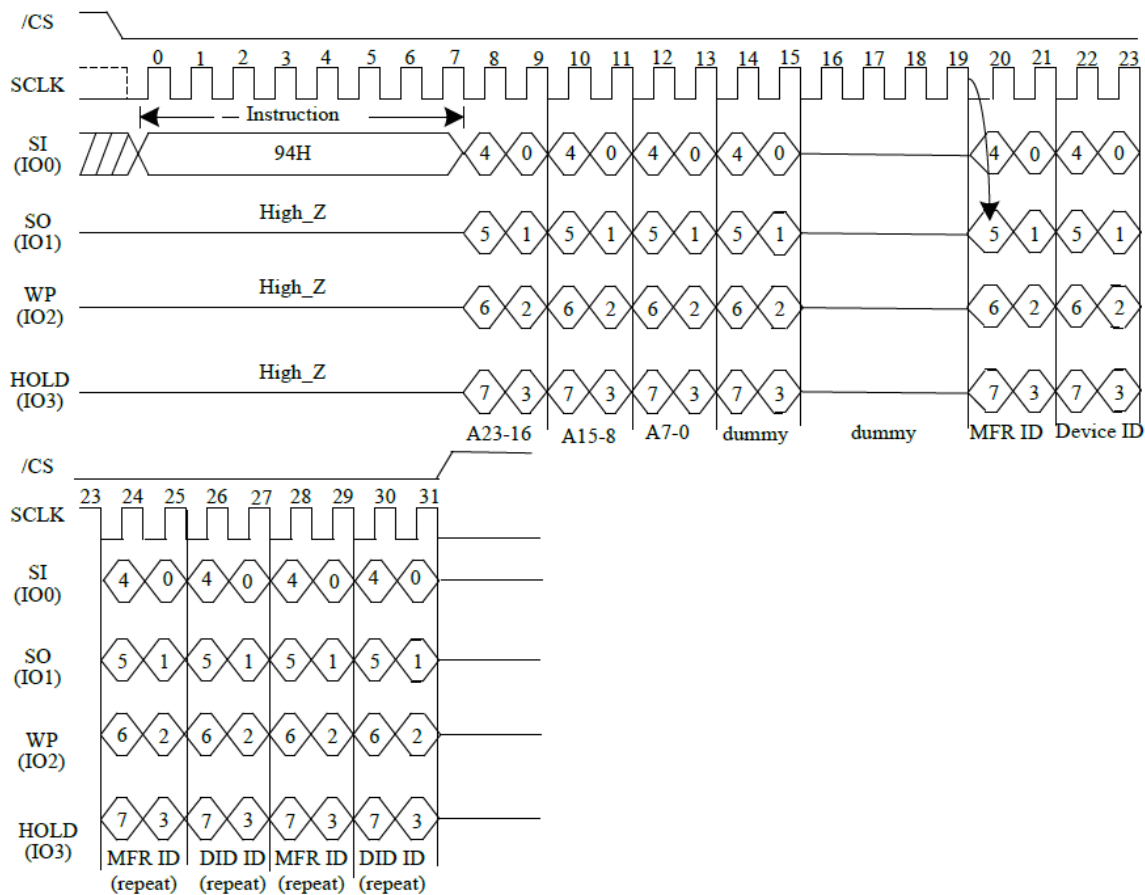 /CS
0 1 2 3 4 5 6 7 8 9 10 11 12 13 14 15 16 17 18 19 20 21 22 23
SCLK
Instruction
SI
(IO0)
94H
4 0 4 0 4 0 4 0 4 0 4 0
High_Z
SO
(IO1)
5 1 5 1 5 1 5 1 5 1 5 1
High_Z
WP
(IO2)
6 2 6 2 6 2 6 2 6 2 6 2
High_Z
HOLD
(IO3)
7 3 7 3 7 3 7 3 7 3 7 3
A23-16 A15-8 A7-0 dummy dummy MFR ID Device ID
/CS
23 24 25 26 27 28 29 30 31
SCLK
SI
(IO0)
4 0 4 0 4 0 4 0
SO
(IO1)
5 1 5 1 5 1 5 1
WP
(IO2)
6 2 6 2 6 2 6 2
HOLD
(IO3)
7 3 7 3 7 3 7 3
MFR ID DID ID MFR ID DID ID
(repeat) (repeat) (repeat) (repeat)